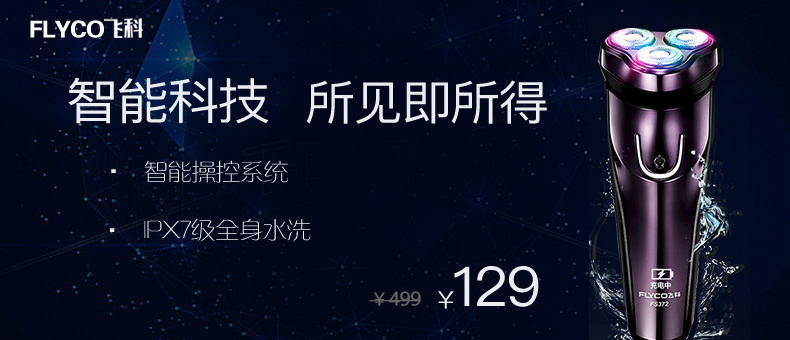 FLYCO飞科
智能科技 所见即所得
· 智能操控系统
· IPX7级全身水洗
￥499 ￥129
充电中
FLYCO飞科
FS372